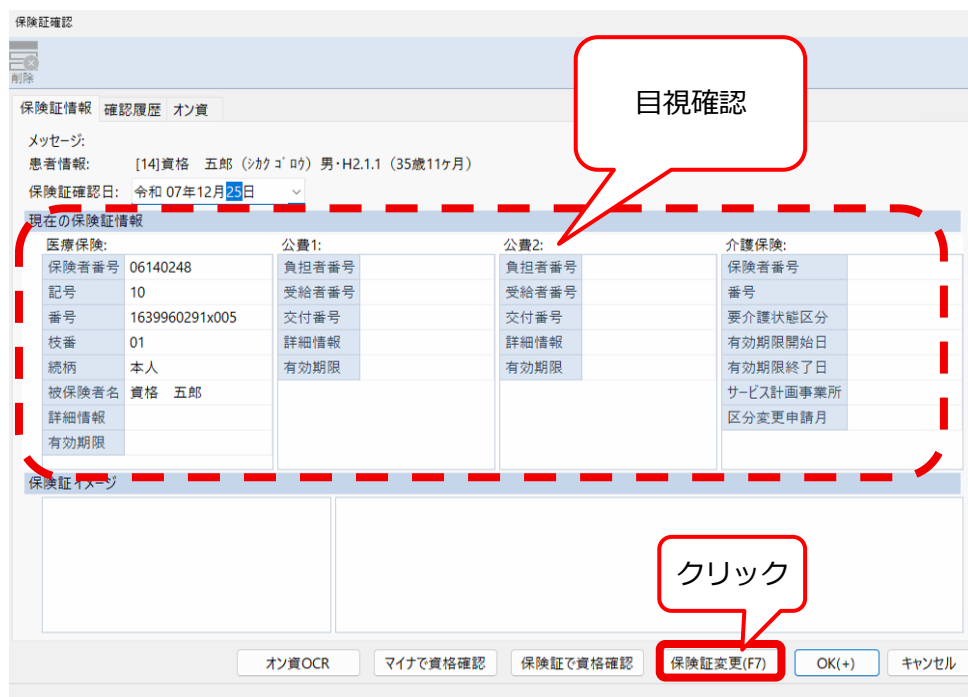 保険証確認
削除
目視確認
保険証情報 確認履歴 オン資
メッセージ:
患者情報: [14]資格 五郎 (シカク ゴロウ) 男・H2.1.1 (35歳11ヶ月)
保険証確認日: 令和 07年12月25日
現在の保険証情報
医療保険: 公費1: 公費2: 介護保険:
保険者番号 06140248 負担者番号 負担者番号 保険者番号
記号 10 受給者番号 受給者番号 番号
番号 1639960291x005 交付番号 交付番号 要介護状態区分
枝番 01 詳細情報 詳細情報 有効期限開始日
続柄 本人 有効期限 有効期限 有効期限終了日
被保険者名 資格 五郎 サービス計画事業所
詳細情報 区分変更申請月
有効期限
保険証イメージ
クリック
オン資OCR マイナで資格確認 保険証で資格確認 保険証変更(F7) OK(+) キャンセル